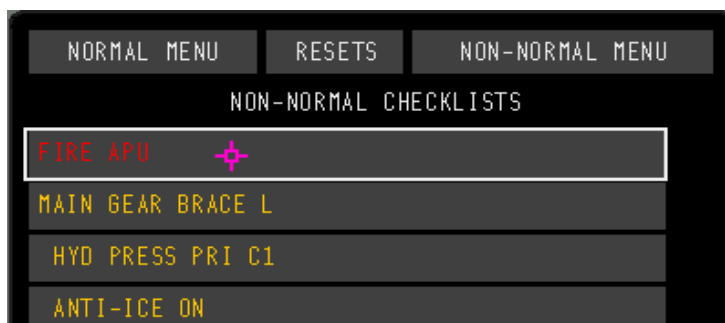 NORMAL MENU RESETS NON-NORMAL MENU
NON-NORMAL CHECKLISTS
FIRE APU
MAIN GEAR BRACE L
HYD PRESS PRI C1
ANTI-ICE ON